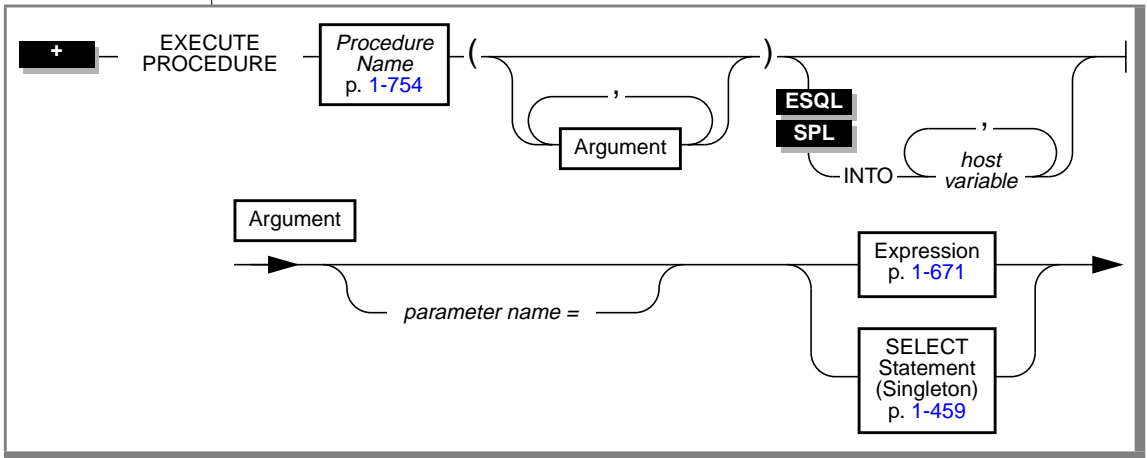 +
EXECUTE
PROCEDURE
Procedure
Name
p. 1-754
(
,
Argument
)
ESQL
SPL
INTO
,
host
variable
Argument
parameter name =
Expression
p. 1-671
SELECT
Statement
(Singleton)
p. 1-459